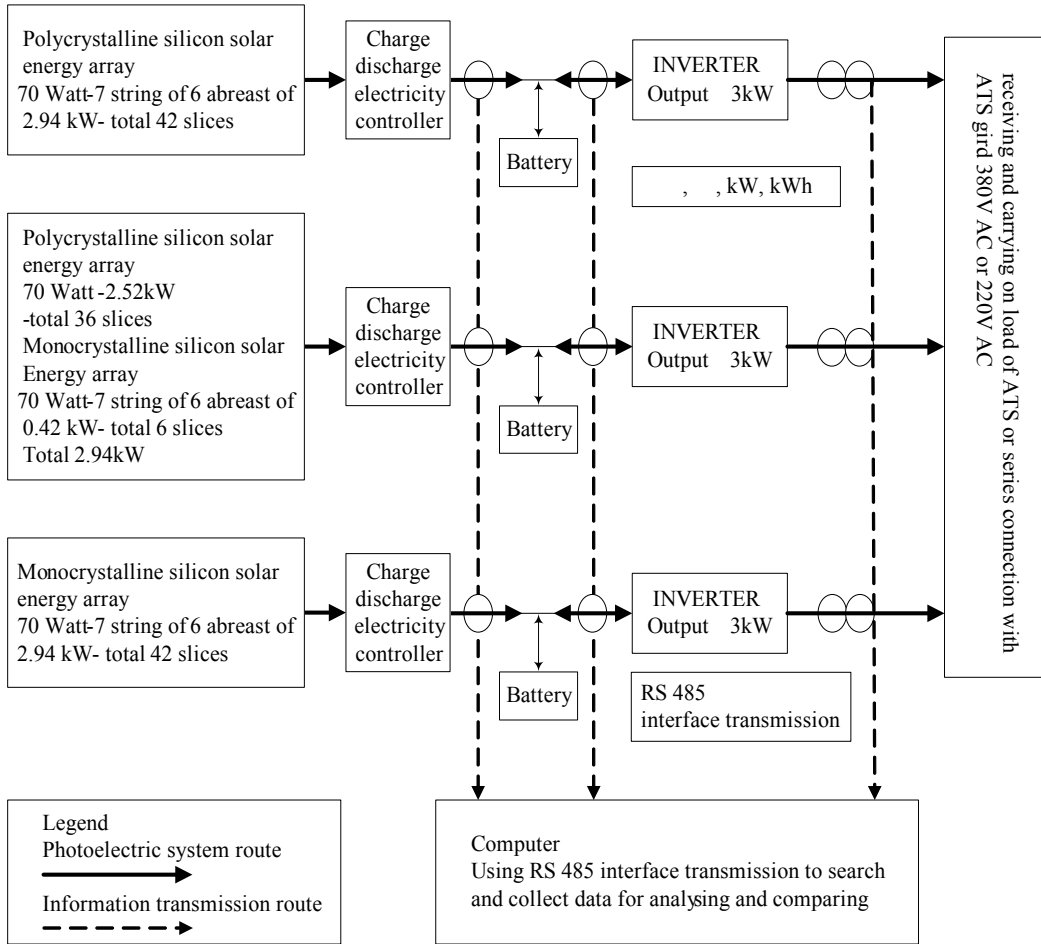 Polycrystalline silicon solar
energy array
70 Watt-7 string of 6 abreast of
2.94 kW- total 42 slices
Charge
discharge
electricity
controller
Battery
INVERTER
Output 3kW
, , kW, kWh
Polycrystalline silicon solar
energy array
70 Watt -2.52kW
-total 36 slices
Monocrystalline silicon solar
Energy array
70 Watt-7 string of 6 abreast of
0.42 kW- total 6 slices
Total 2.94kW
Charge
discharge
electricity
controller
Battery
INVERTER
Output 3kW
Monocrystalline silicon solar
energy array
70 Watt-7 string of 6 abreast of
2.94 kW- total 42 slices
Charge
discharge
electricity
controller
Battery
INVERTER
Output 3kW
RS 485
interface transmission
receiving and carrying on load of ATS or series connection with
ATS gird 380V AC or 220V AC
Legend
Photoelectric system route
Information transmission route
Computer
Using RS 485 interface transmission to search
and collect data for analysing and comparing